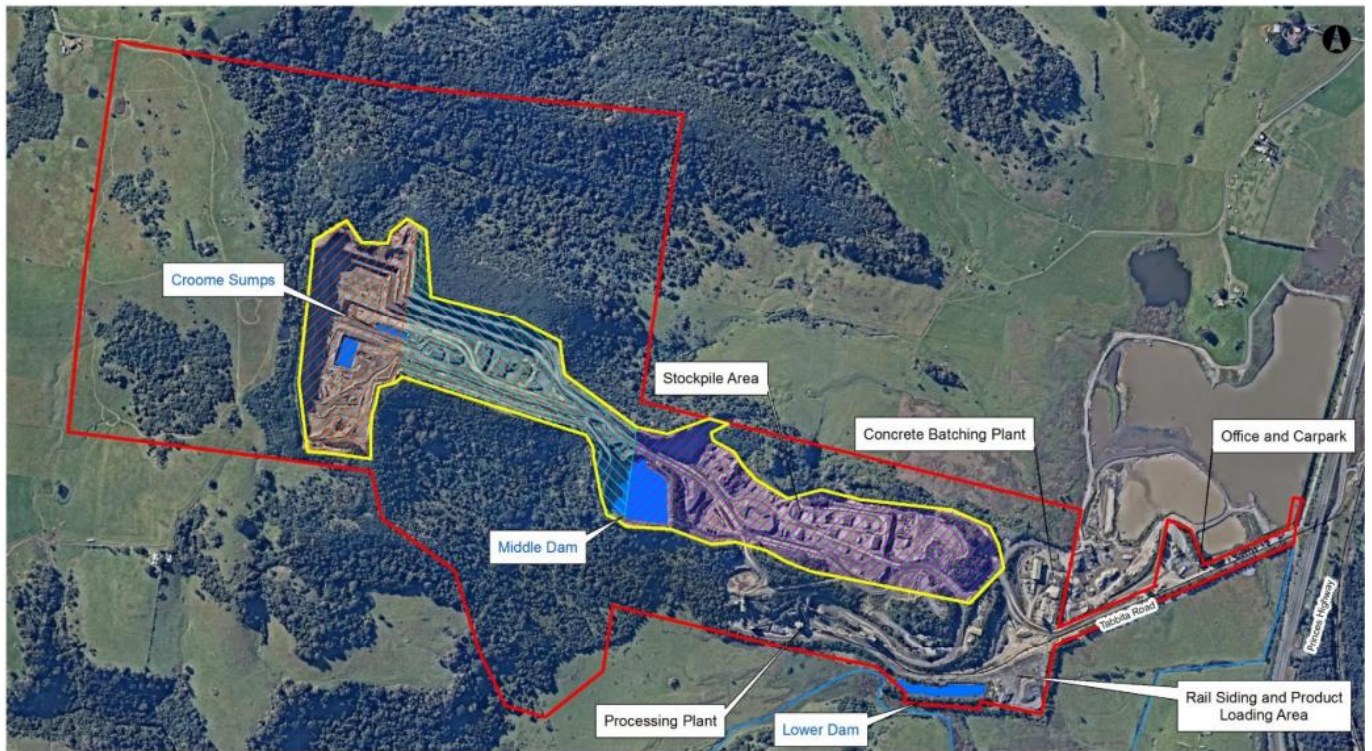 Croome Sumps
Stockpile Area
Concrete Batching Plant
Office and Carpark
Middle Dam
Tabbita Road
Princes Highway
Processing Plant
Lower Dam
Rail Siding and Product
Loading Area